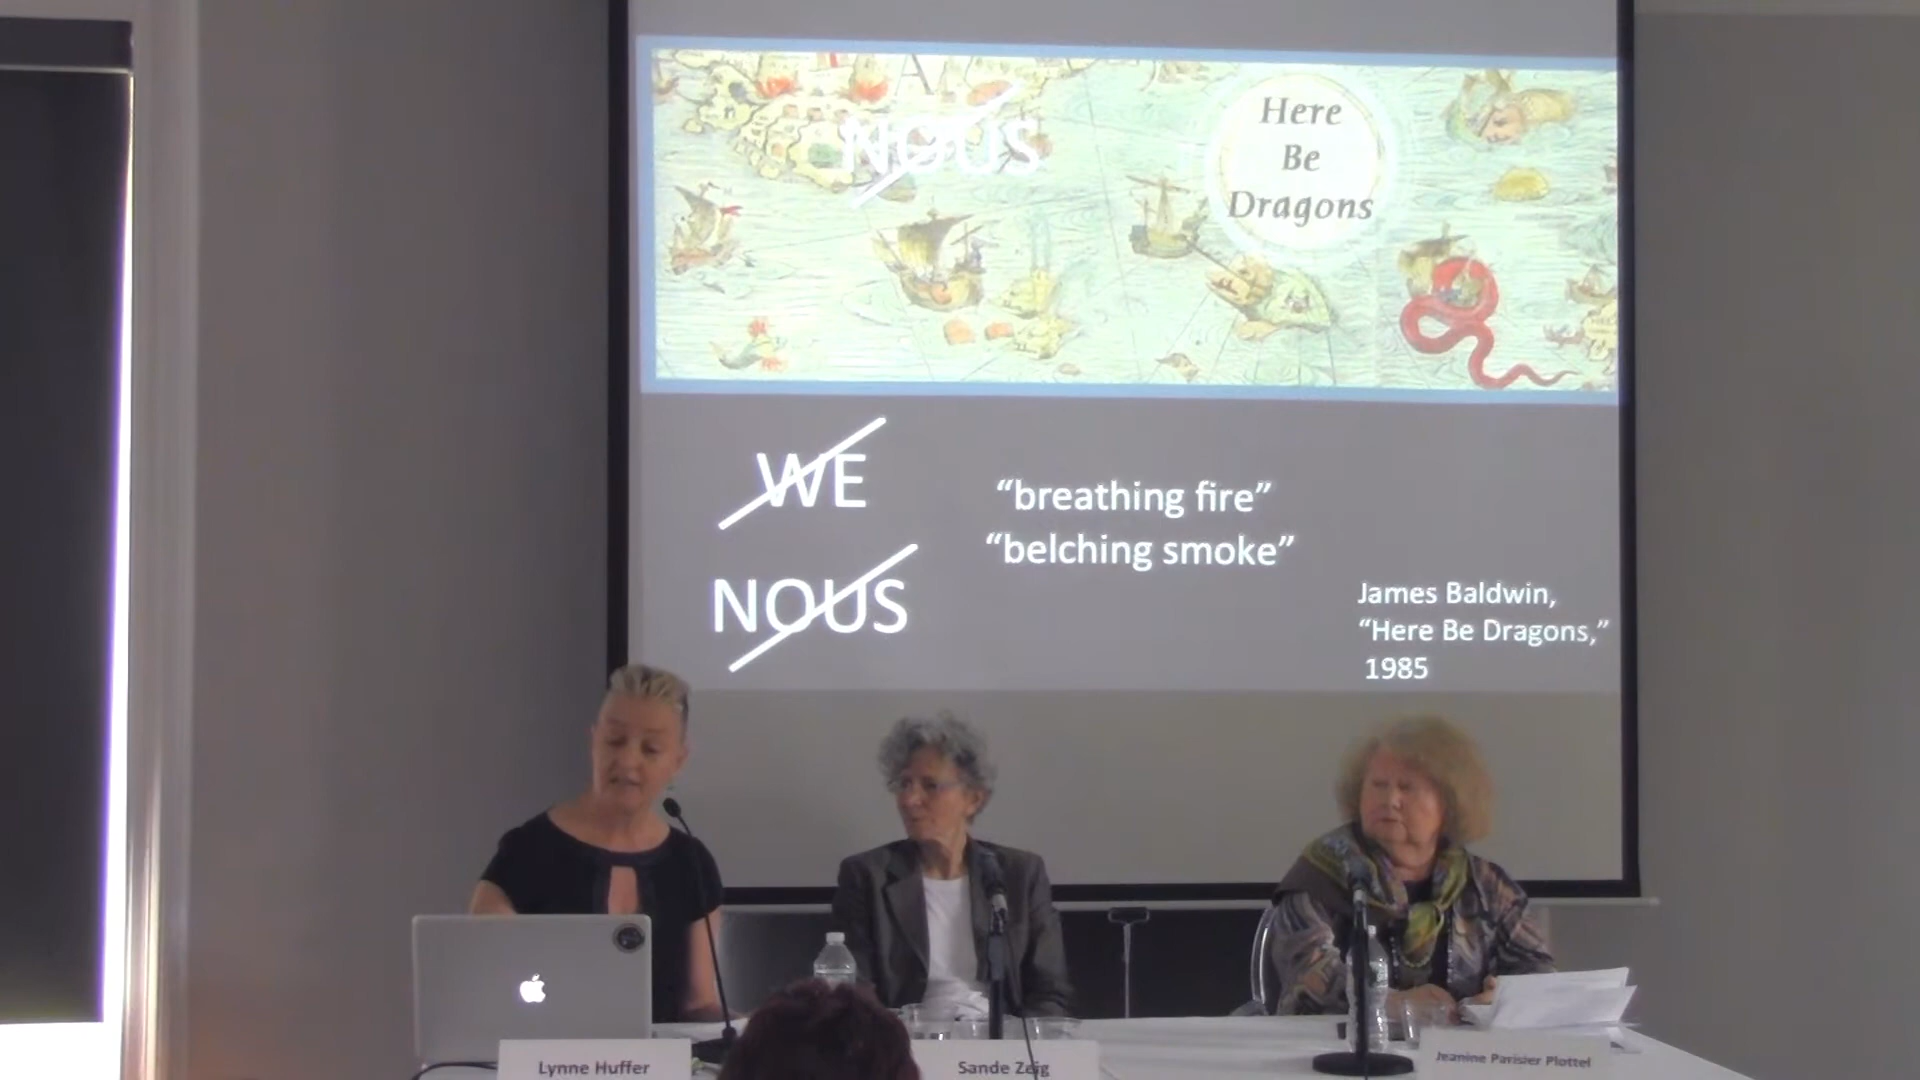 A
NOUS
Here
Be
Dragons
WE
NOUS
“breathing fire”
“belching smoke”
James Baldwin,
“Here Be Dragons,”
1985
Lynne Huffer
Sande Zeig
Jeanine Parisier Plottel